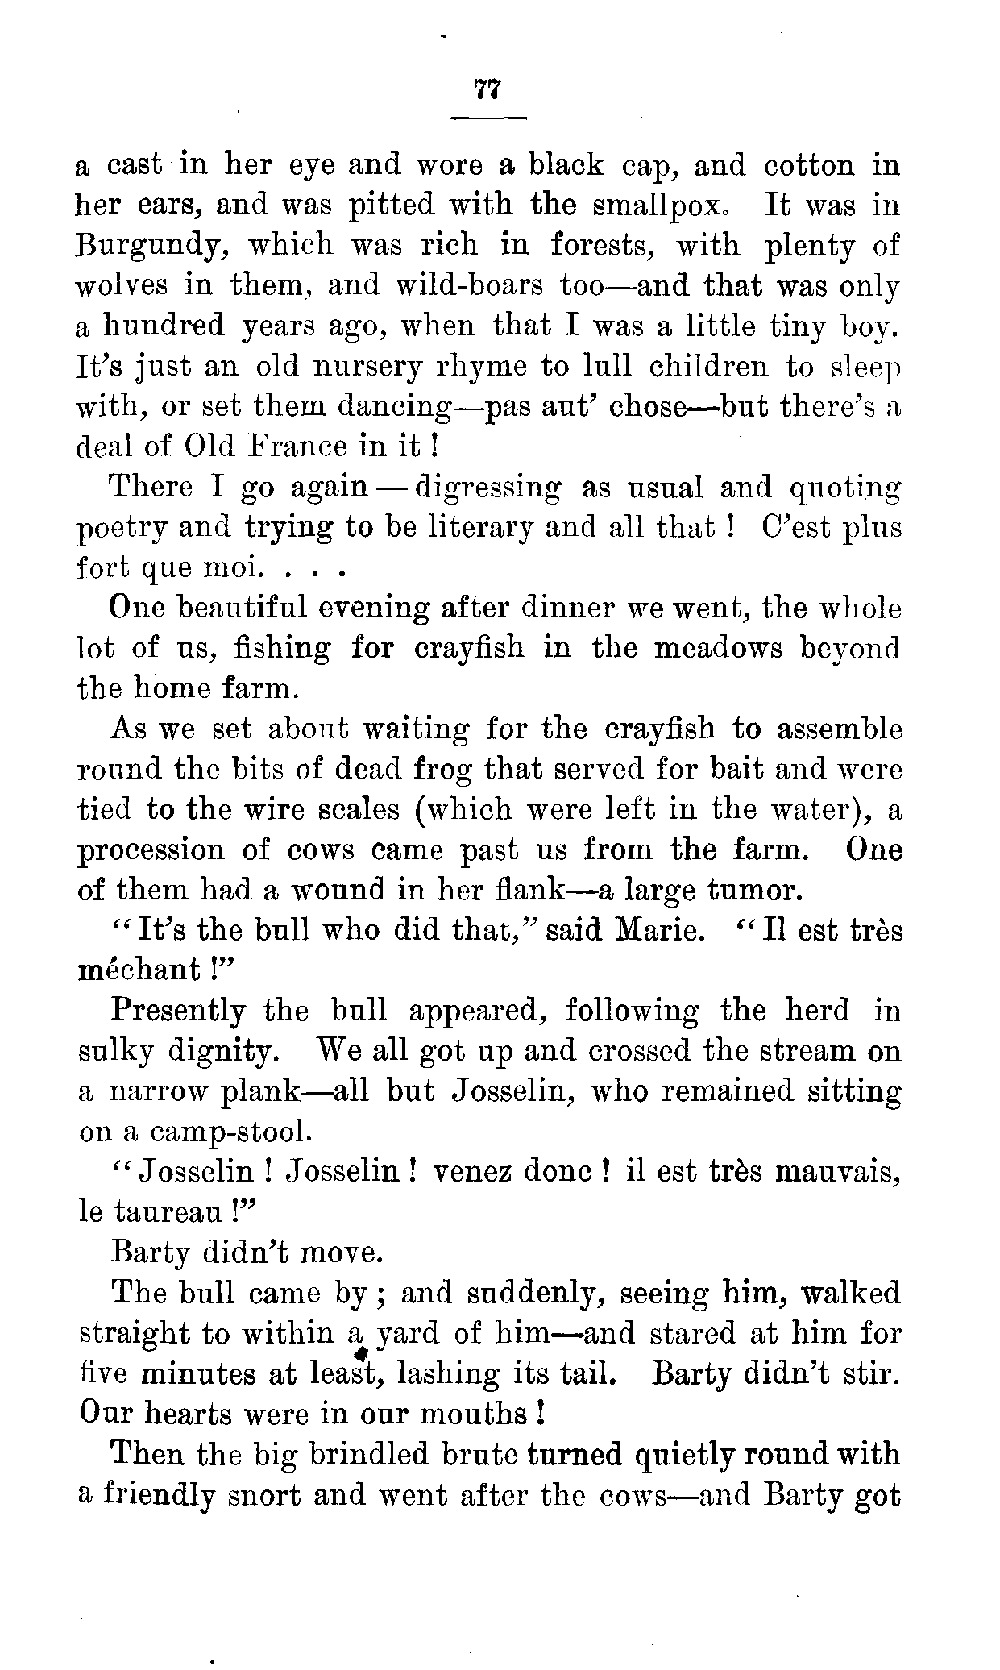 77
a cast in her eye and wore a black cap, and cotton in
her ears, and was pitted with the smallpox. It was in
Burgundy, which was rich in forests, with plenty of
wolves in them, and wild-boars too—and that was only
a hundred years ago, when that I was a little tiny boy.
It's just an old nursery rhyme to lull children to sleep
with, or set them dancing—pas aut' chose—but there's a
deal of Old France in it!
There I go again — digressing as usual and quoting
poetry and trying to be literary and all that! C'est plus
fort que moi. . . .
One beautiful evening after dinner we went, the whole
lot of us, fishing for crayfish in the meadows beyond
the home farm.
As we set about waiting for the crayfish to assemble
round the bits of dead frog that served for bait and were
tied to the wire scales (which were left in the water), a
procession of cows came past us from the farm. One
of them had a wound in her flank—a large tumor.
"It's the bull who did that," said Marie. "Il est très
méchant!"
Presently the bull appeared, following the herd in
sulky dignity. We all got up and crossed the stream on
a narrow plank—all but Josselin, who remained sitting
on a camp-stool.
"Josselin! Josselin! venez donc! il est très mauvais,
le taureau!"
Barty didn't move.
The bull came by; and suddenly, seeing him, walked
straight to within a yard of him—and stared at him for
five minutes at least, lashing its tail. Barty didn't stir.
Our hearts were in our mouths!
Then the big brindled brute turned quietly round with
a friendly snort and went after the cows—and Barty got